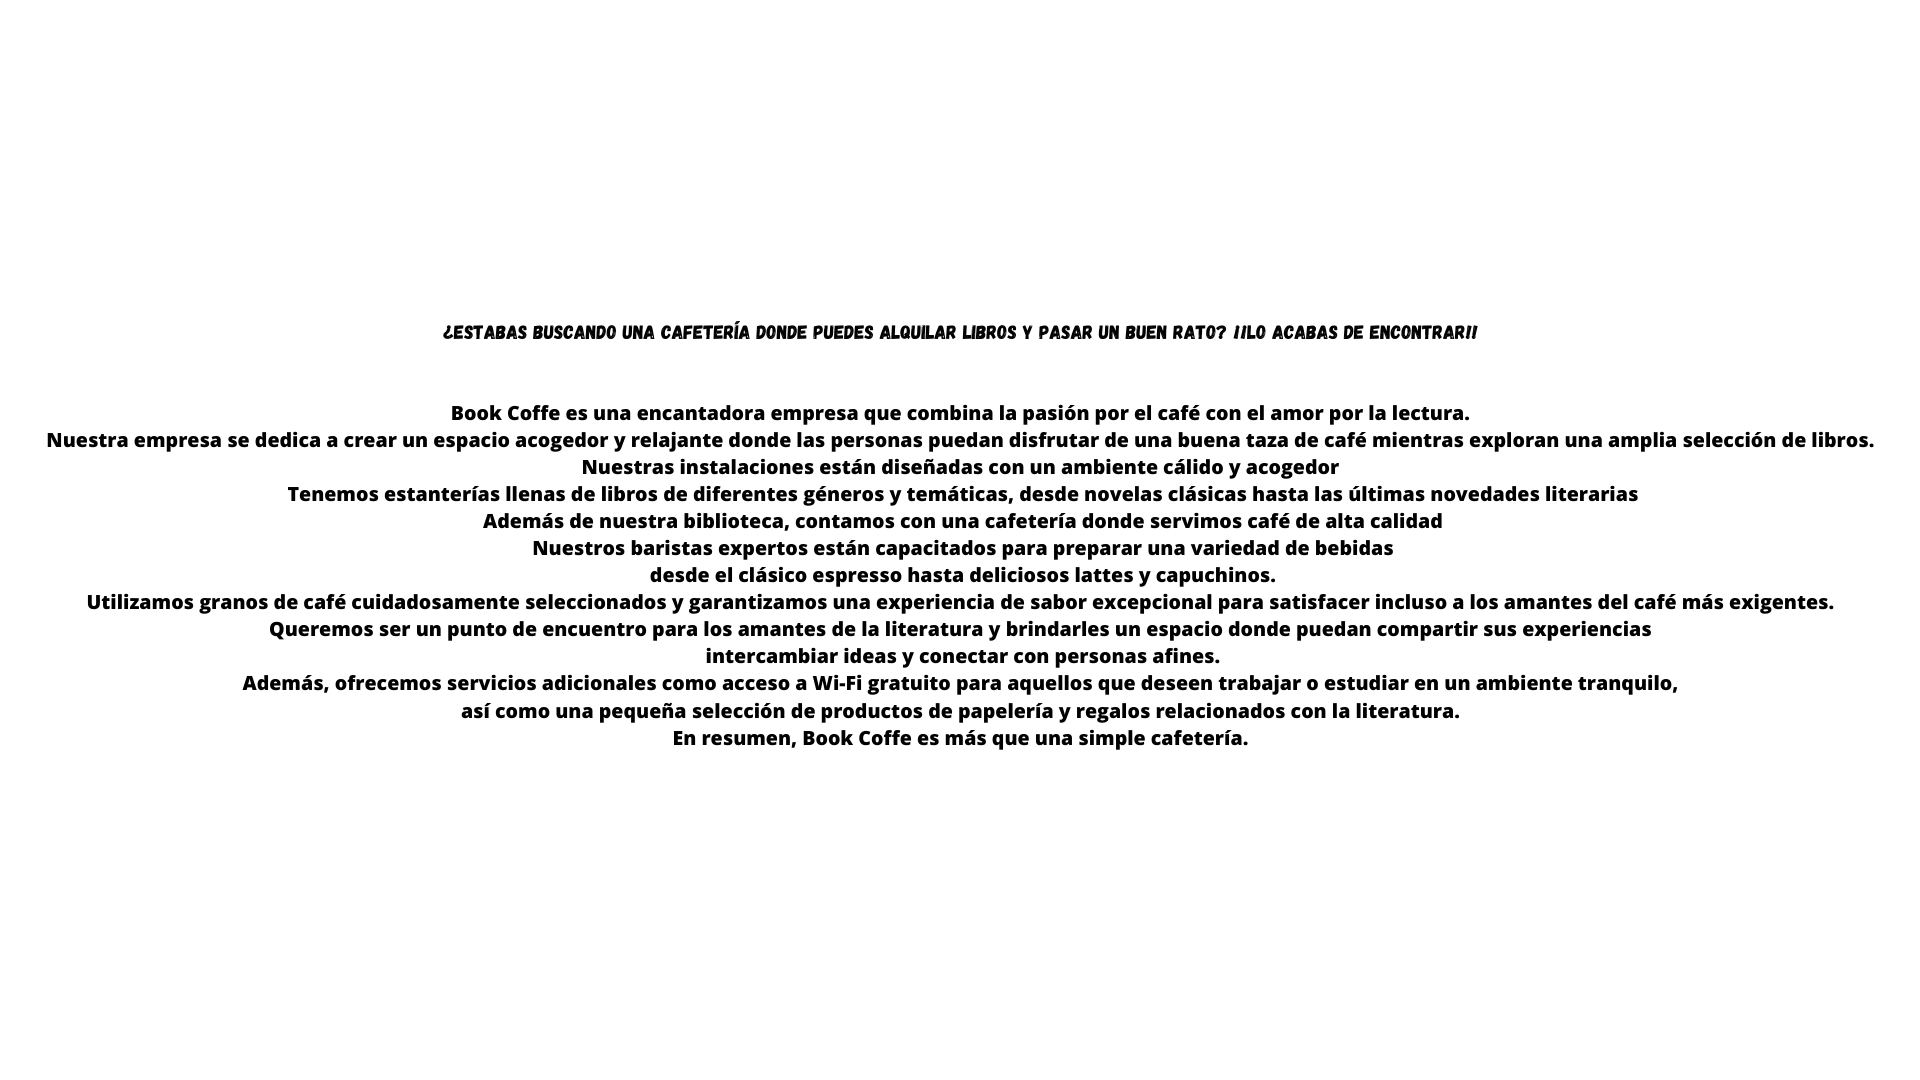 ¿ESTABAS BUSCANDO UNA CAFETERÍA DONDE PUEDES ALQUILAR LIBROS Y PASAR UN BUEN RATO? ¡¡LO ACABAS DE ENCONTRAR!!
Book Coffe es una encantadora empresa que combina la pasión por el café con el amor por la lectura.
Nuestra empresa se dedica a crear un espacio acogedor y relajante donde las personas puedan disfrutar de una buena taza de café mientras exploran una amplia selección de libros.
Nuestras instalaciones están diseñadas con un ambiente cálido y acogedor
Tenemos estanterías llenas de libros de diferentes géneros y temáticas, desde novelas clásicas hasta las últimas novedades literarias
Además de nuestra biblioteca, contamos con una cafetería donde servimos café de alta calidad
Nuestros baristas expertos están capacitados para preparar una variedad de bebidas
desde el clásico espresso hasta deliciosos lattes y capuchinos.
Utilizamos granos de café cuidadosamente seleccionados y garantizamos una experiencia de sabor excepcional para satisfacer incluso a los amantes del café más exigentes.
Queremos ser un punto de encuentro para los amantes de la literatura y brindarles un espacio donde puedan compartir sus experiencias
intercambiar ideas y conectar con personas afines.
Además, ofrecemos servicios adicionales como acceso a Wi-Fi gratuito para aquellos que deseen trabajar o estudiar en un ambiente tranquilo,
así como una pequeña selección de productos de papelería y regalos relacionados con la literatura.
En resumen, Book Coffe es más que una simple cafetería.